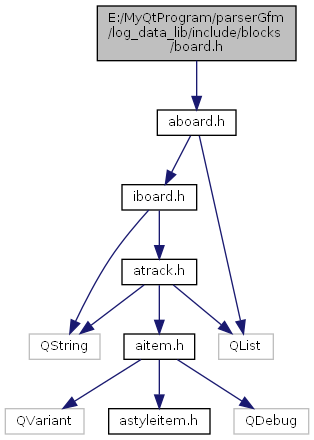 E:/MyQtProgram/parserGfm
/log_data_lib/include/blocks
/board.h
aboard.h
iboard.h
atrack.h
QString
aitem.h
QList
QVariant
astyleitem.h
QDebug